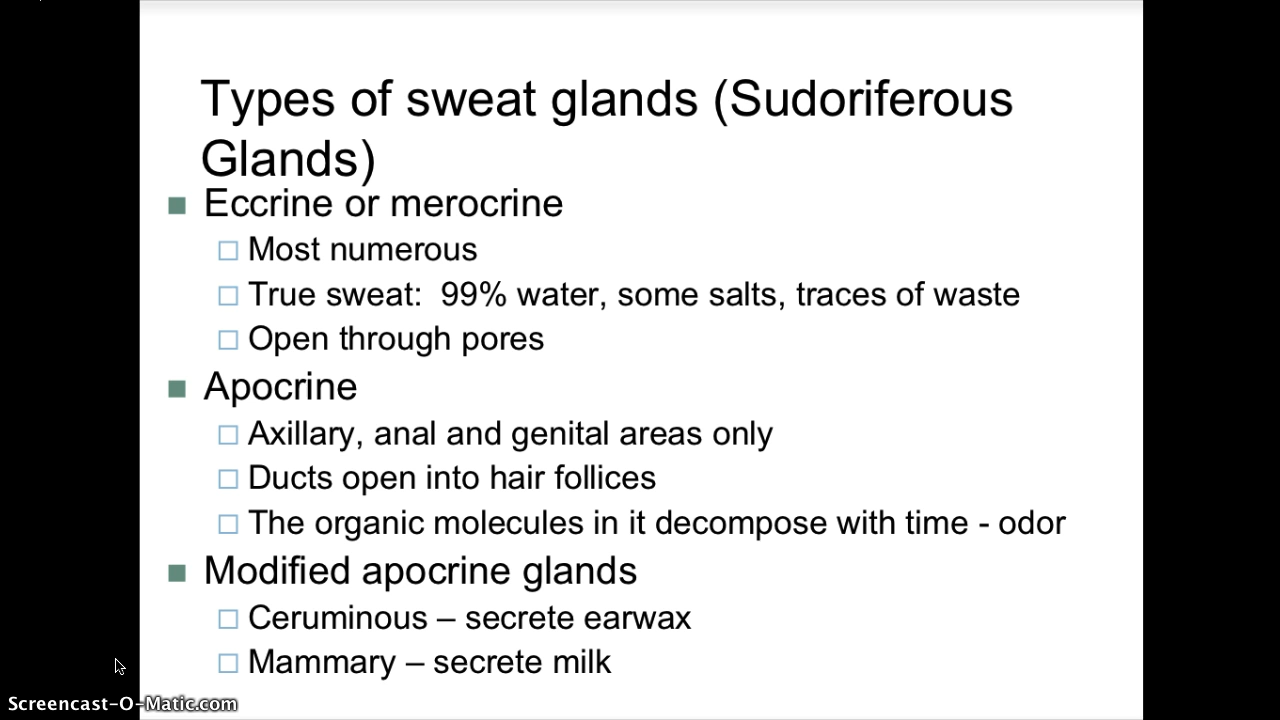 Types of sweat glands (Sudoriferous
Glands)
Eccrine or merocrine
Most numerous
True sweat:  99% water, some salts, traces of waste
Open through pores
Apocrine
Axillary, anal and genital areas only
Ducts open into hair follices
The organic molecules in it decompose with time - odor
Modified apocrine glands
Ceruminous – secrete earwax
Mammary – secrete milk
Screencast-O-Matic.com